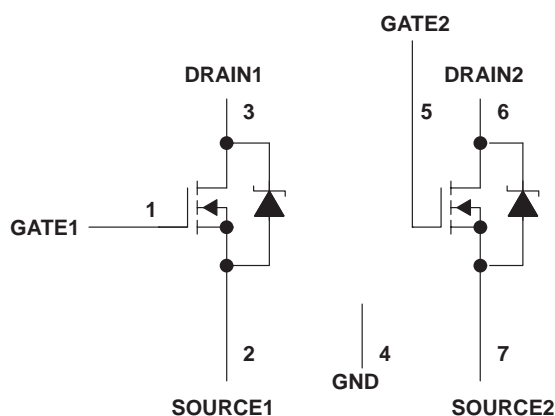 GATE2
DRAIN1
DRAIN2
3
5
6
1
GATE1
2
4
7
GND
SOURCE1
SOURCE2